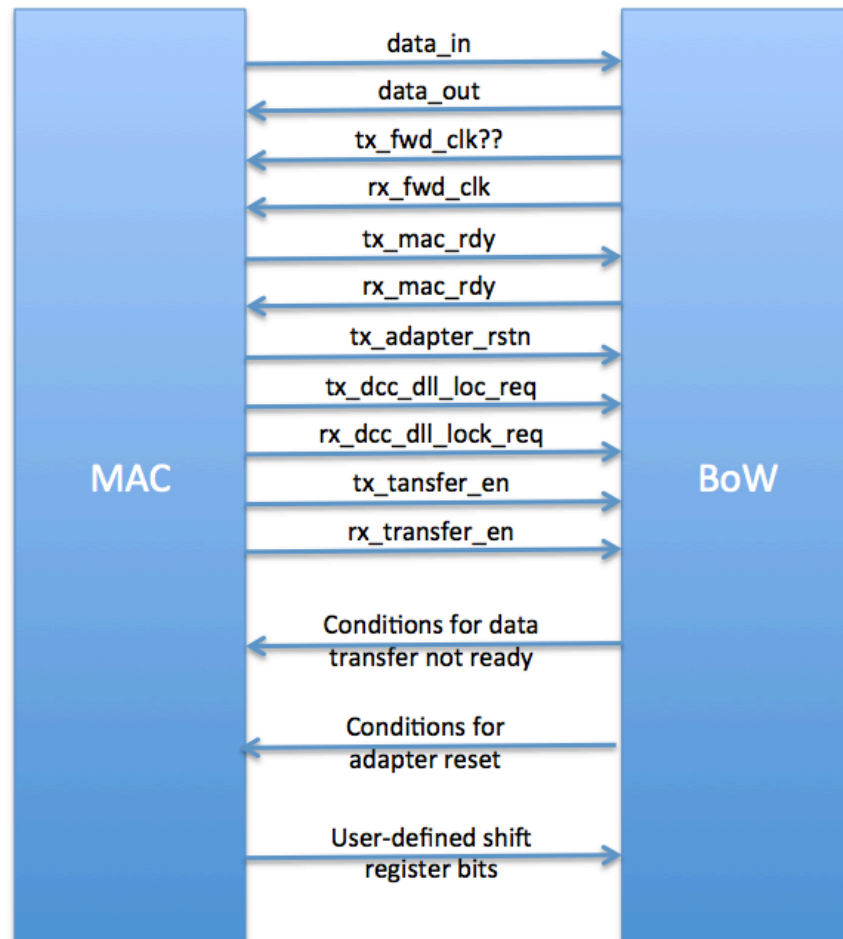 data_in
data_out
tx_fwd_clk??
rx_fwd_clk
tx_mac_rdy
rx_mac_rdy
tx_adapter_rstn
tx_dcc_dll_loc_req
rx_dcc_dll_lock_req
MAC
BoW
tx_tansfer_en
rx_transfer_en
Conditions for data
transfer not ready
Conditions for
adapter reset
User-defined shift
register bits